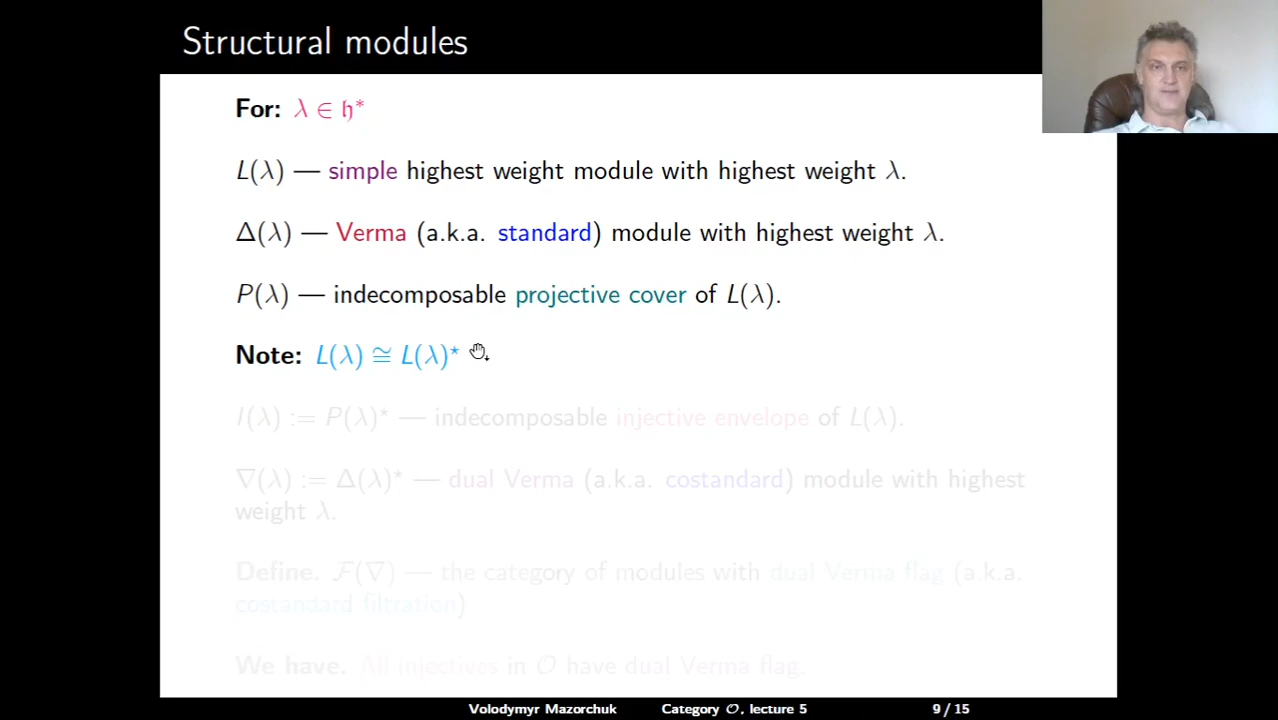 Structural modules
For: λ ∈ 𝔥*
L(λ) — simple highest weight module with highest weight λ.
Δ(λ) — Verma (a.k.a. standard) module with highest weight λ.
P(λ) — indecomposable projective cover of L(λ).
Note: L(λ) ≅ L(λ)⋆
I(λ) := P(λ)⋆ — indecomposable injective envelope of L(λ).
∇(λ) := Δ(λ)⋆ — dual Verma (a.k.a. costandard) module with highest
weight λ.
Define. ℱ(∇) — the category of modules with dual Verma flag (a.k.a.
costandard filtration)
We have. All injectives in 𝒪 have dual Verma flag.
Volodymyr Mazorchuk Category 𝒪, lecture 5 9 / 15